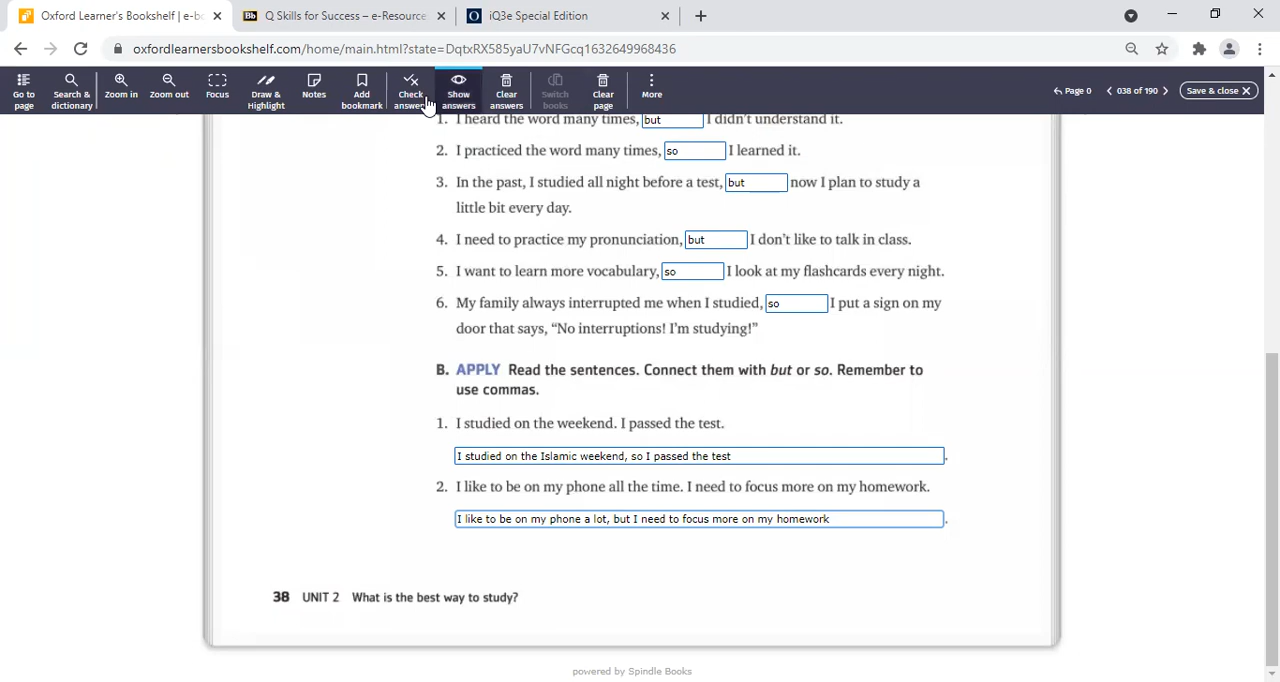 Oxford Learner's Bookshelf | e-bo
Bb Q Skills for Success – e-Resource
O iQ3e Special Edition
oxfordlearnersbookshelf.com/home/main.html?state=DqtxRX585yaU7vNFGcq1632649968436
Go to page
Search & dictionary
Zoom in
Zoom out
Focus
Draw & Highlight
Notes
Add bookmark
Check answers
Show answers
Clear answers
Switch books
Clear page
More
Page 0
038 of 190
Save & close X
1. I heard the word many times, but I didn't understand it.
2. I practiced the word many times, so I learned it.
3. In the past, I studied all night before a test, but now I plan to study a
little bit every day.
4. I need to practice my pronunciation, but I don't like to talk in class.
5. I want to learn more vocabulary, so I look at my flashcards every night.
6. My family always interrupted me when I studied, so I put a sign on my
door that says, “No interruptions! I'm studying!”
B. APPLY Read the sentences. Connect them with but or so. Remember to
use commas.
1. I studied on the weekend. I passed the test.
I studied on the Islamic weekend, so I passed the test.
2. I like to be on my phone all the time. I need to focus more on my homework.
I like to be on my phone a lot, but I need to focus more on my homework.
38 UNIT 2 What is the best way to study?
powered by Spindle Books